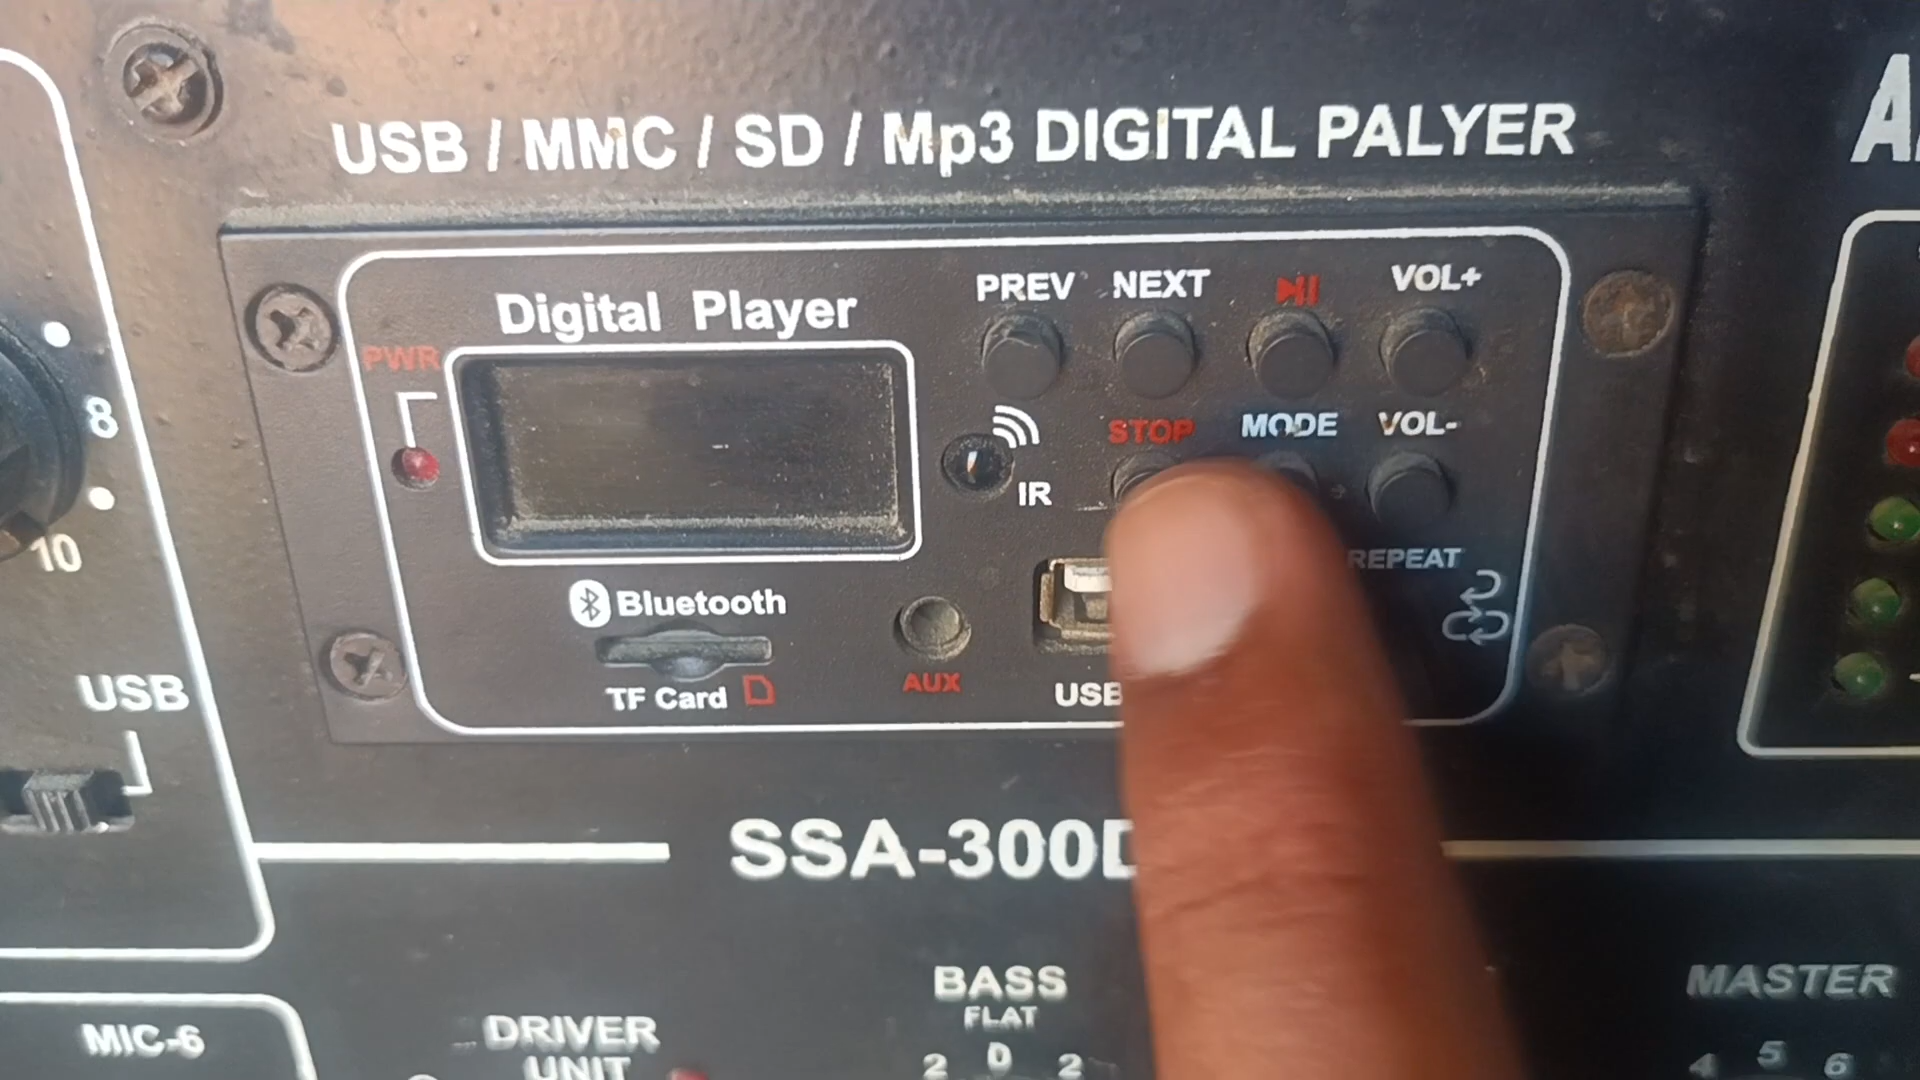 USB / MMC / SD / Mp3 DIGITAL PALYER
PREV NEXT VOL+
Digital Player
PWR
8
STOP MODE VOL-
IR
10
REPEAT
Bluetooth
TF Card AUX USB
USB
SSA-300D
BASS
FLAT
MASTER
MIC-6
DRIVER
UNIT
2 0 2
4 5 6